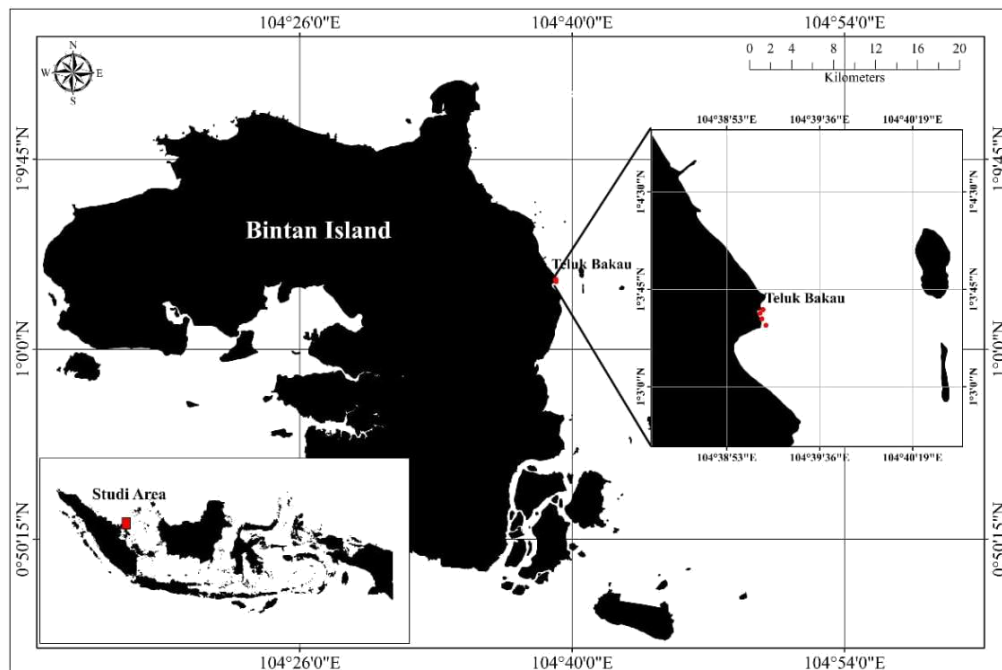 104°26'0"E 104°40'0"E 104°54'0"E
N
W E
S
0 2 4 8 12 16 20
Kilometers
1°9'45"N
1°9'45"N
104°38'53"E 104°39'36"E 104°40'19"E
1°4'30"N
1°4'30"N
Bintan Island
Teluk Bakau
1°3'45"N
1°3'45"N
Teluk Bakau
1°0'0"N
1°0'0"N
1°3'0"N
1°3'0"N
104°38'53"E 104°39'36"E 104°40'19"E
Studi Area
0°50'15"N
0°50'15"N
104°26'0"E 104°40'0"E 104°54'0"E